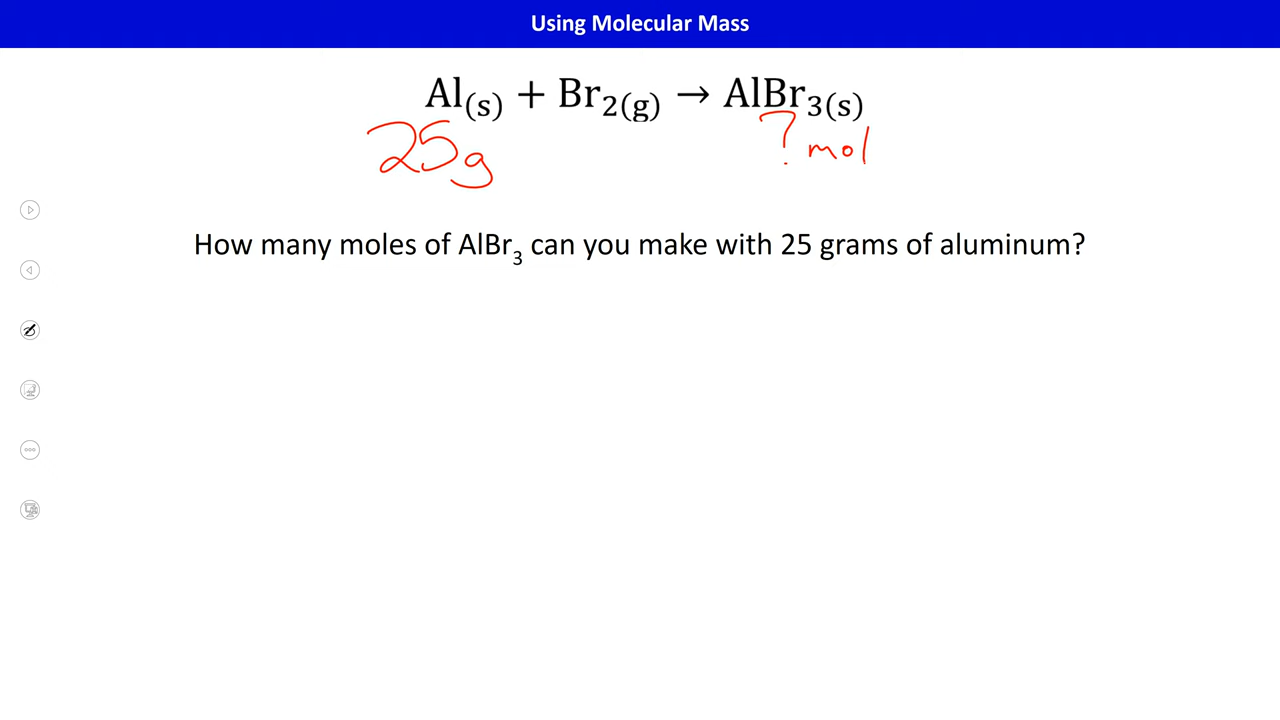 Using Molecular Mass
Al(s) + Br2(g) → AlBr3(s)
25g ? mol
How many moles of AlBr3 can you make with 25 grams of aluminum?